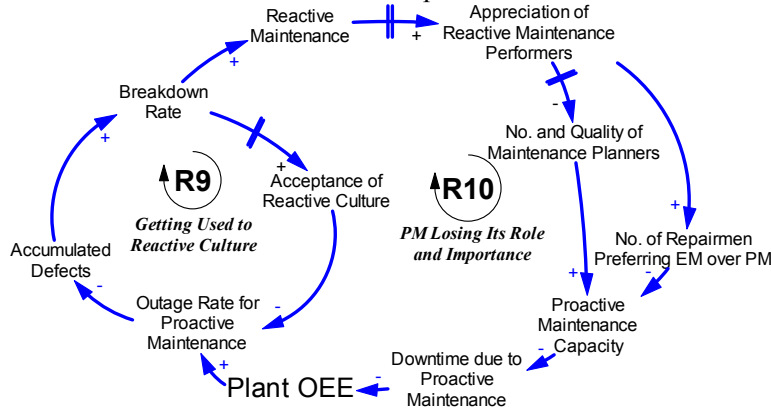 Reactive
Maintenance
+
Appreciation of
Reactive Maintenance
Performers
+
Breakdown
Rate
+
-
No. and Quality of
Maintenance Planners
R9
Getting Used to
Reactive Culture
+
Acceptance of
Reactive Culture
R10
PM Losing Its Role
and Importance
+
No. of Repairmen
Preferring EM over PM
-
+
Accumulated
Defects
-
Outage Rate for
Proactive
Maintenance
-
+
Proactive
Maintenance
Capacity
-
Downtime due to
Proactive
Maintenance
-
Plant OEE
+